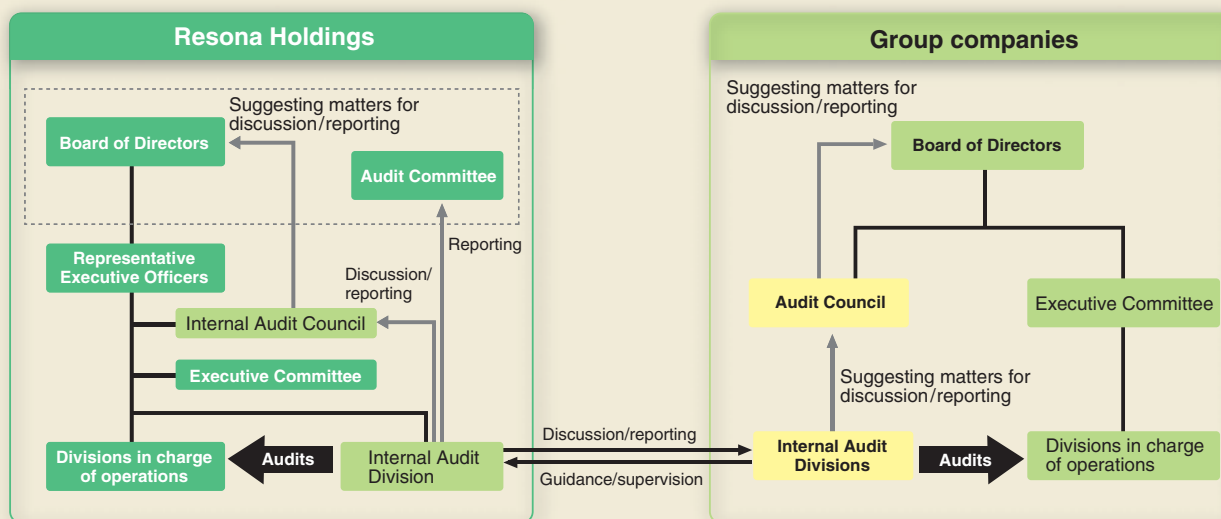 Resona Holdings
Suggesting matters for
discussion/reporting
Board of Directors
Audit Committee
Reporting
Representative
Executive Officers
Discussion/
reporting
Internal Audit Council
Executive Committee
Divisions in charge
of operations
Audits
Internal Audit
Division
Discussion/reporting
Guidance/supervision
Group companies
Suggesting matters for
discussion/reporting
Board of Directors
Audit Council
Executive Committee
Suggesting matters for
discussion/reporting
Internal Audit
Divisions
Audits
Divisions in charge
of operations